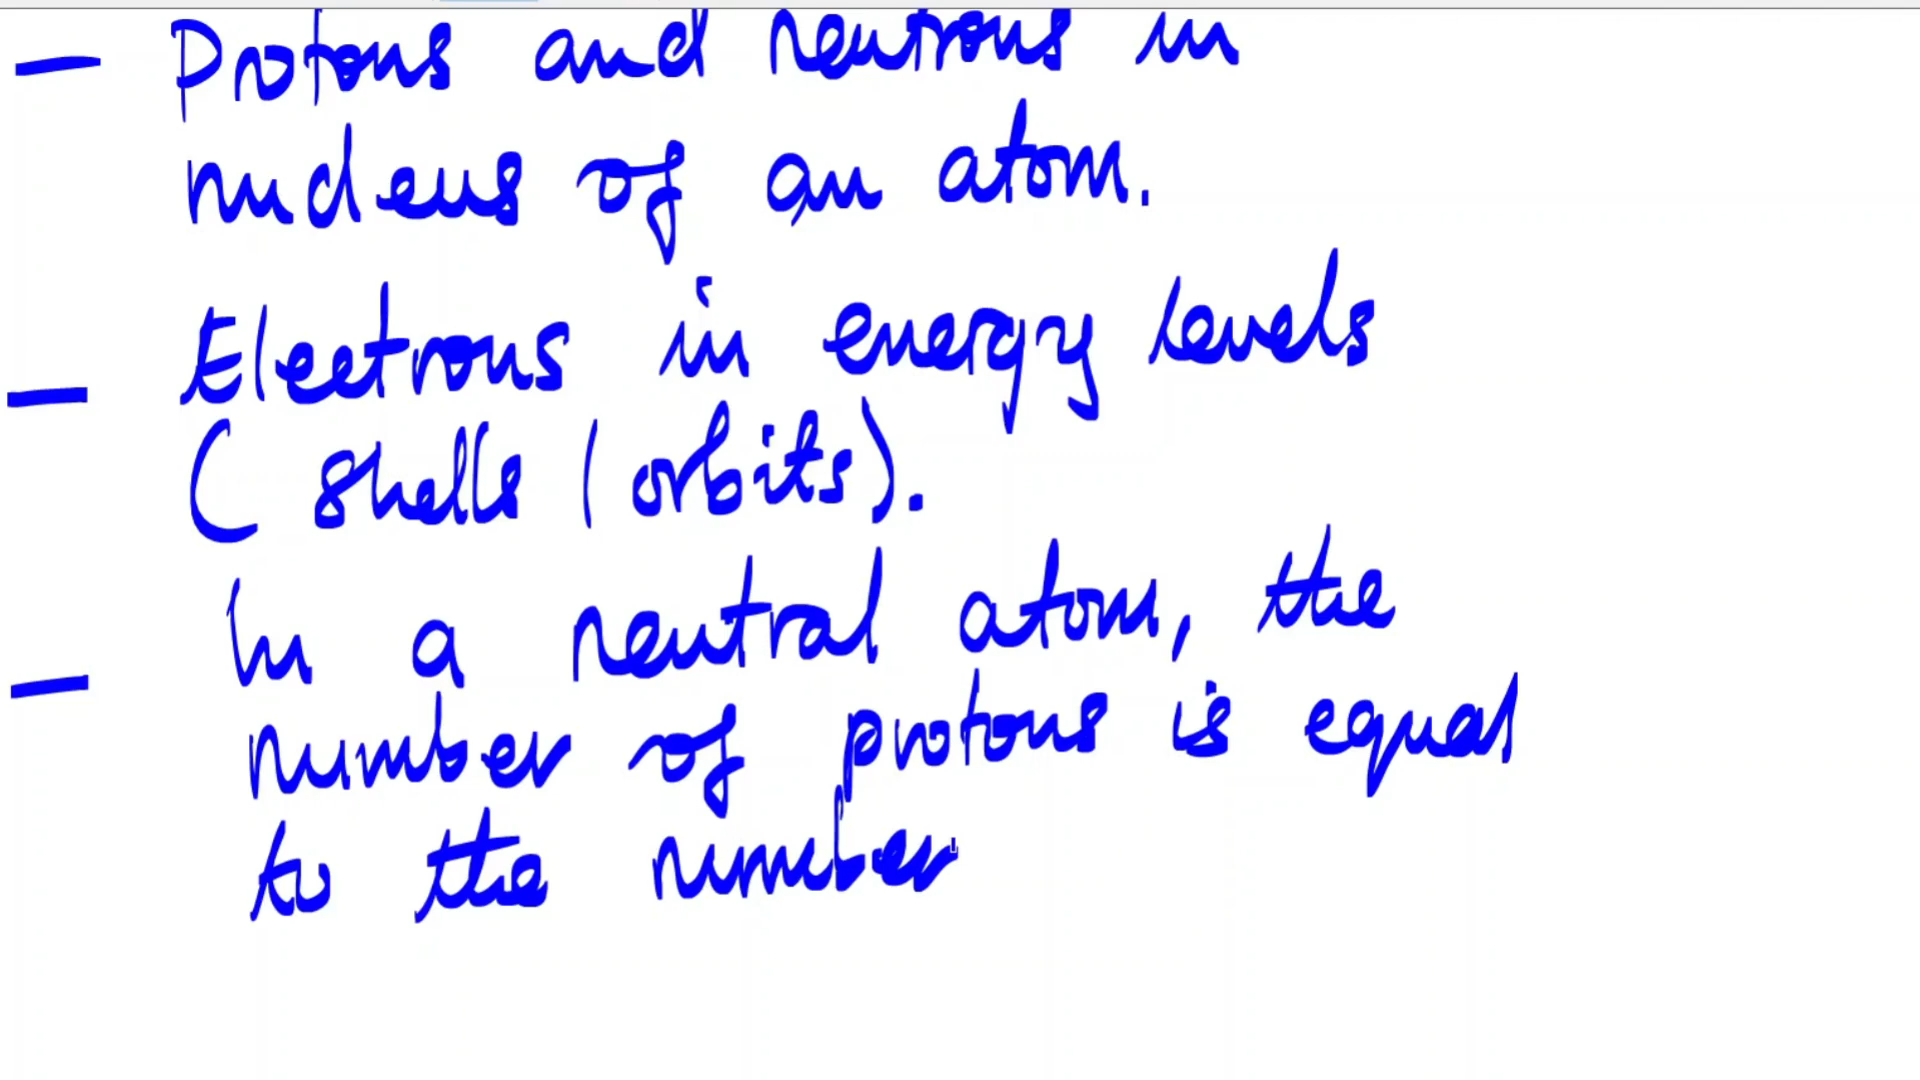 - Protons and neutrons in
nucleus of an atom.
- Electrons in energy levels
( shells / orbits).
- In a neutral atom, the
number of protons is equal
to the number